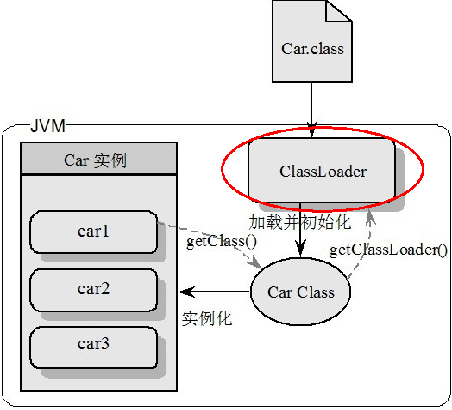 Car.class
JVM
Car 实例
ClassLoader
加载并初始化
car1
getClass()
getClassLoader()
car2
Car Class
实例化
car3